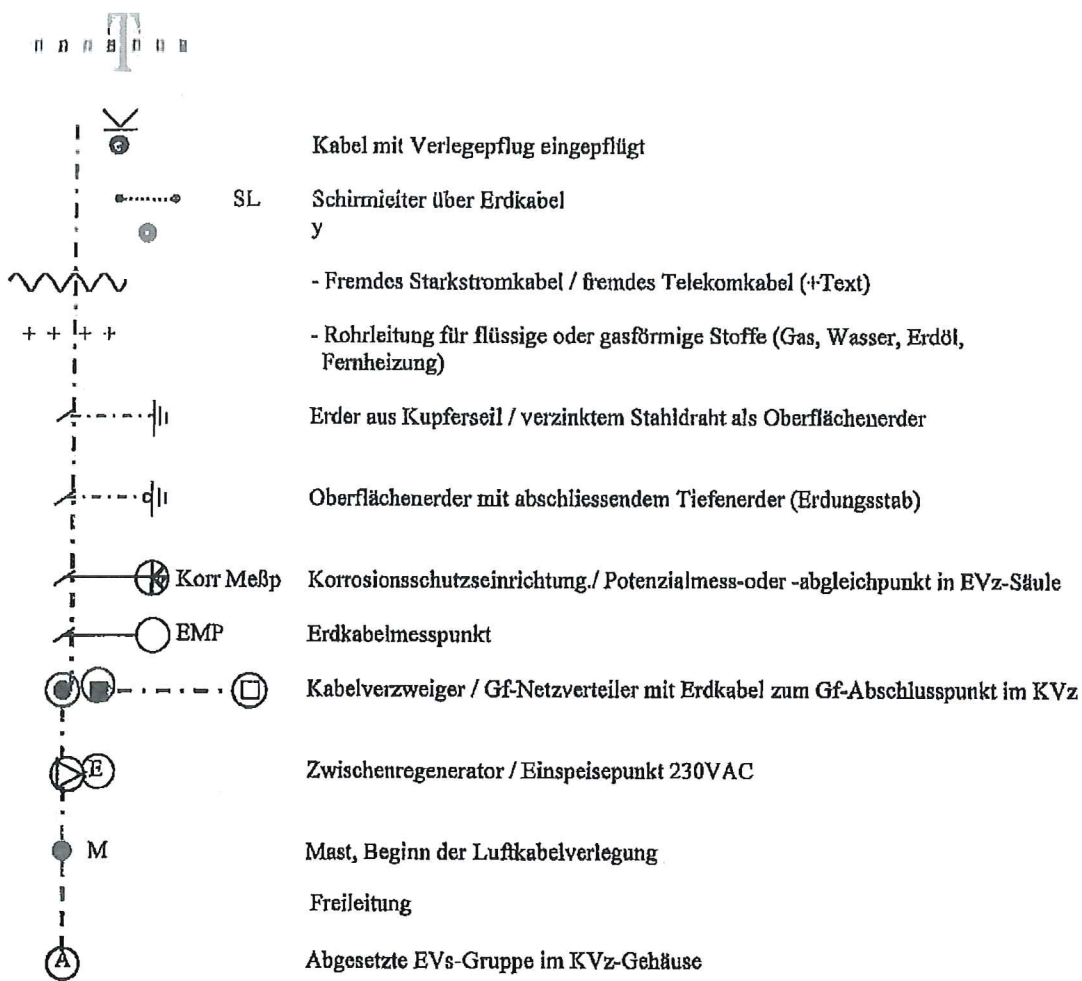 T
Kabel mit Verlegepflug eingepflügt
SL Schirmleiter über Erdkabel
y
- Fremdes Starkstromkabel / fremdes Telekomkabel (+Text)
+ + + + - Rohrleitung für flüssige oder gasförmige Stoffe (Gas, Wasser, Erdöl,
Fernheizung)
Erder aus Kupferseil / verzinktem Stahldraht als Oberflächenerder
Oberflächenerder mit abschliessendem Tiefenerder (Erdungsstab)
Korr Meßp Korrosionsschutzseinrichtung./ Potenzialmess-oder -abgleichpunkt in EVz-Säule
EMP Erdkabelmesspunkt
Kabelverzweiger / Gf-Netzverteiler mit Erdkabel zum Gf-Abschlusspunkt im KVz
E Zwischenregenerator / Einspeisepunkt 230VAC
M Mast, Beginn der Luftkabelverlegung
Freileitung
A Abgesetzte EVs-Gruppe im KVz-Gehäuse